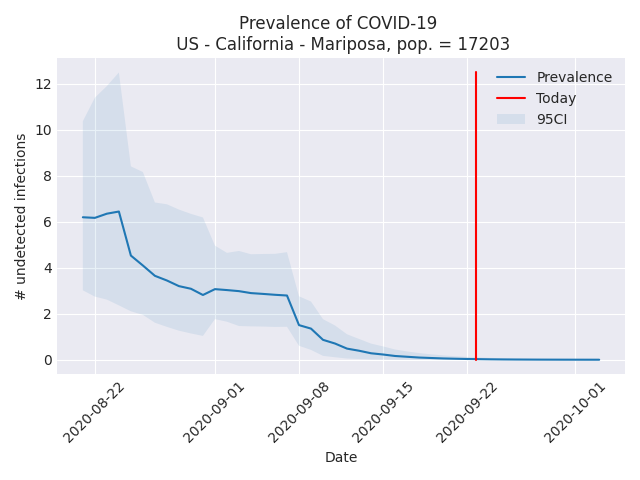 Prevalence of COVID-19
US - California - Mariposa, pop. = 17203
Prevalence
Today
95CI
# undetected infections
12
10
8
6
4
2
0
2020-08-22
2020-09-01
2020-09-08
2020-09-15
2020-09-22
2020-10-01
Date